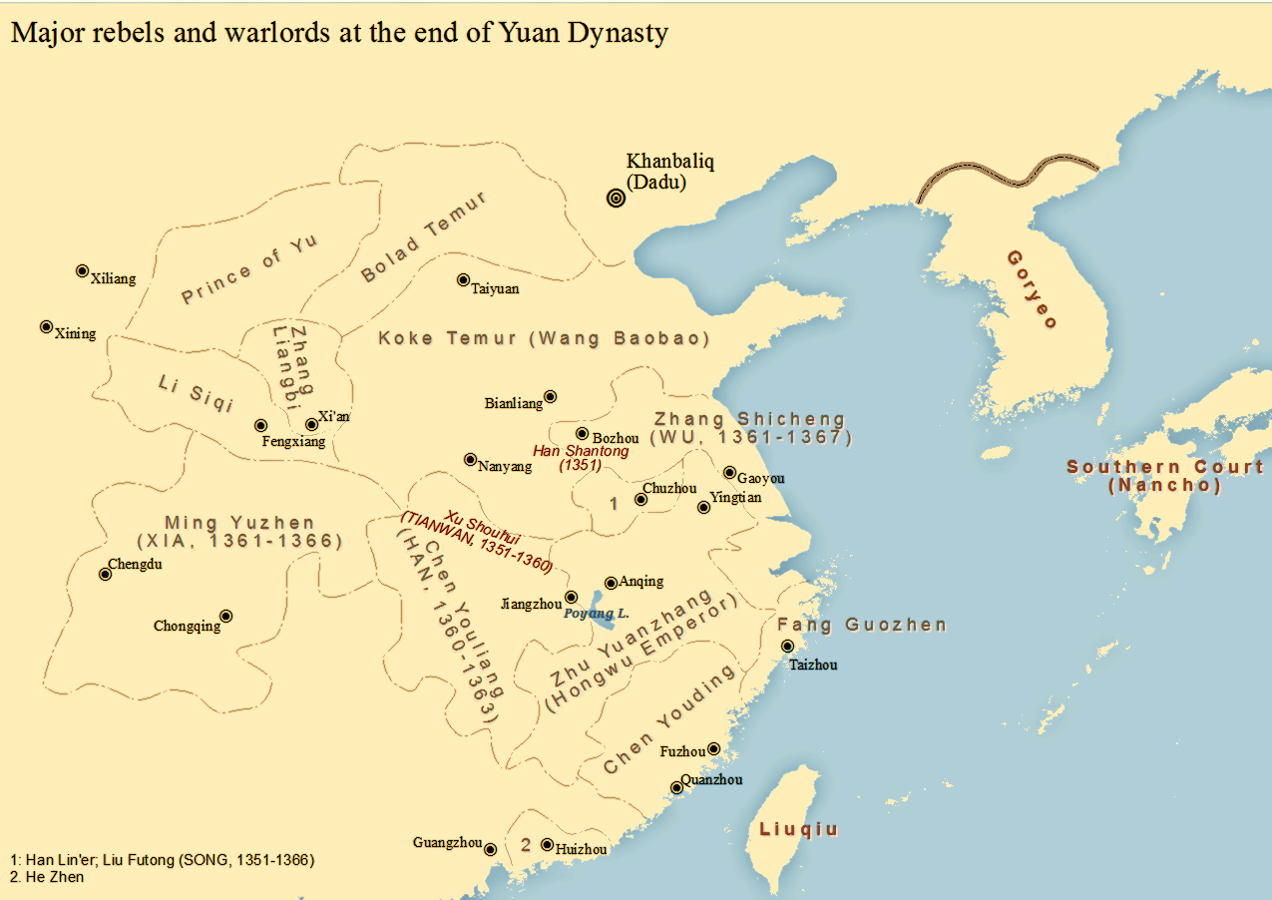 Major rebels and warlords at the end of Yuan Dynasty
Khanbaliq
(Dadu)
Bolad Temur
Prince of Yu
Goryeo
Xiliang
Taiyuan
Xining
Koke Temur (Wang Baobao)
Zhang
Liangbi
Li Siqi
Bianliang
Xi'an
Fengxiang
Zhang Shicheng
(WU, 1361-1367)
Bozhou
Han Shantong
(1351)
Nanyang
Southern Court
(Nancho)
Gaoyou
Chuzhou
Yingtian
1
Ming Yuzhen
(XIA, 1361-1366)
Xu Shouhui
(TIANWAN, 1351-1360)
Chen Youliang
(HAN, 1360-1363)
Chengdu
Anqing
Jiangzhou
Poyang L.
Chongqing
Zhu Yuanzhang
(Hongwu Emperor)
Fang Guozhen
Taizhou
Chen Youding
Fuzhou
Quanzhou
Liuqiu
Guangzhou
2
Huizhou
1: Han Lin'er; Liu Futong (SONG, 1351-1366)
2. He Zhen